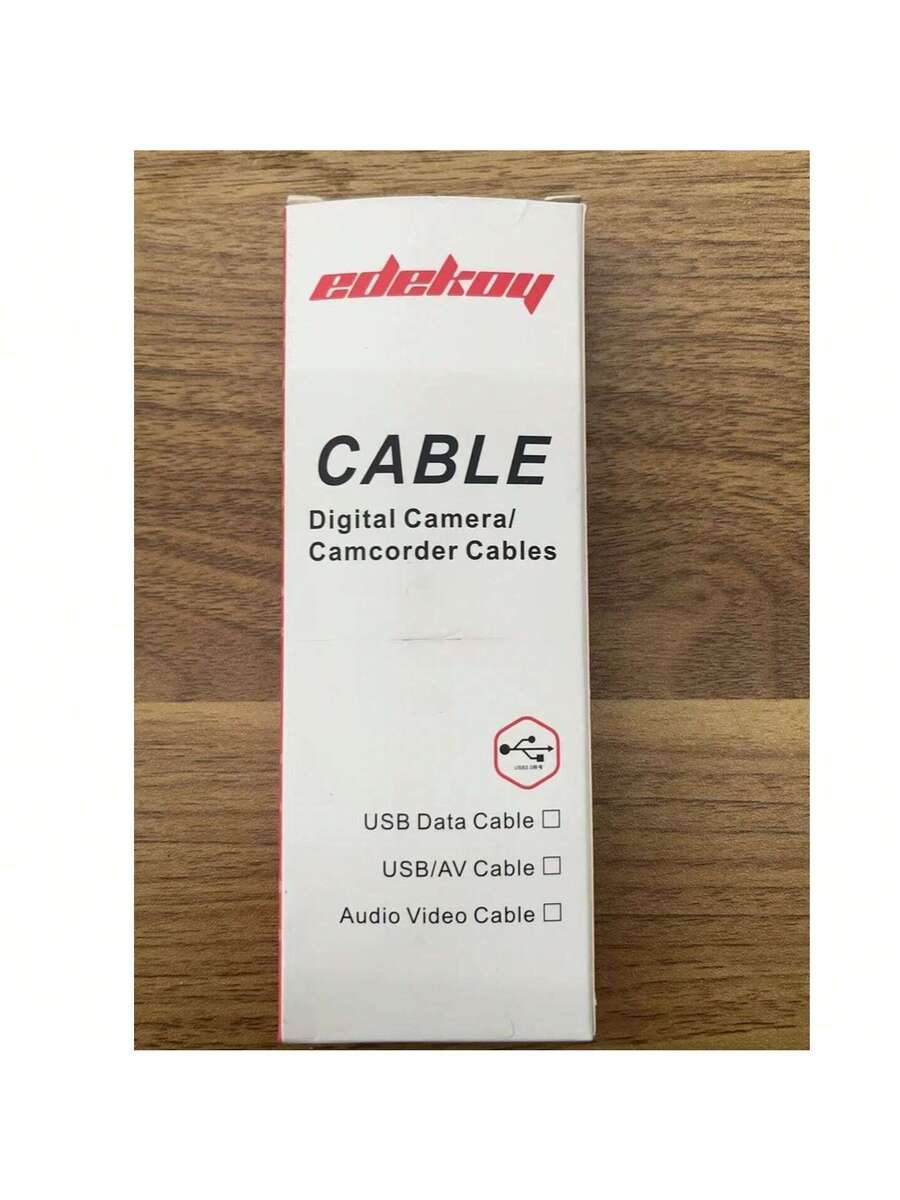 edekoy
CABLE
Digital Camera/
Camcorder Cables
USB Data Cable
USB/AV Cable
Audio Video Cable